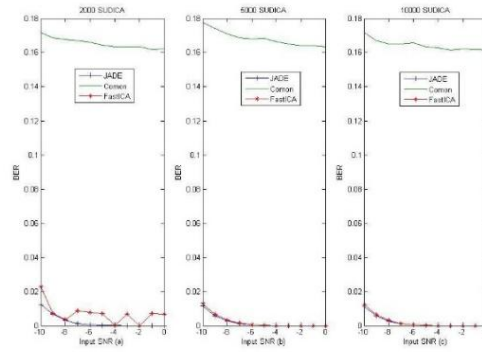 2000 SUDICA
0.18
0.16
0.14
0.12
0.1
0.08
0.06
0.04
0.02
0
BER
-10 -8 -6 -4 -2 0
Input SNR (a)
JADE
Comon
FastICA
5000 SUDICA
0.18
0.16
0.14
0.12
0.1
0.08
0.06
0.04
0.02
0
BER
-10 -8 -6 -4 -2 0
Input SNR (b)
JADE
Comon
FastICA
10000 SUDICA
0.18
0.16
0.14
0.12
0.1
0.08
0.06
0.04
0.02
0
BER
-10 -8 -6 -4 -2 0
Input SNR (c)
JADE
Comon
FastICA